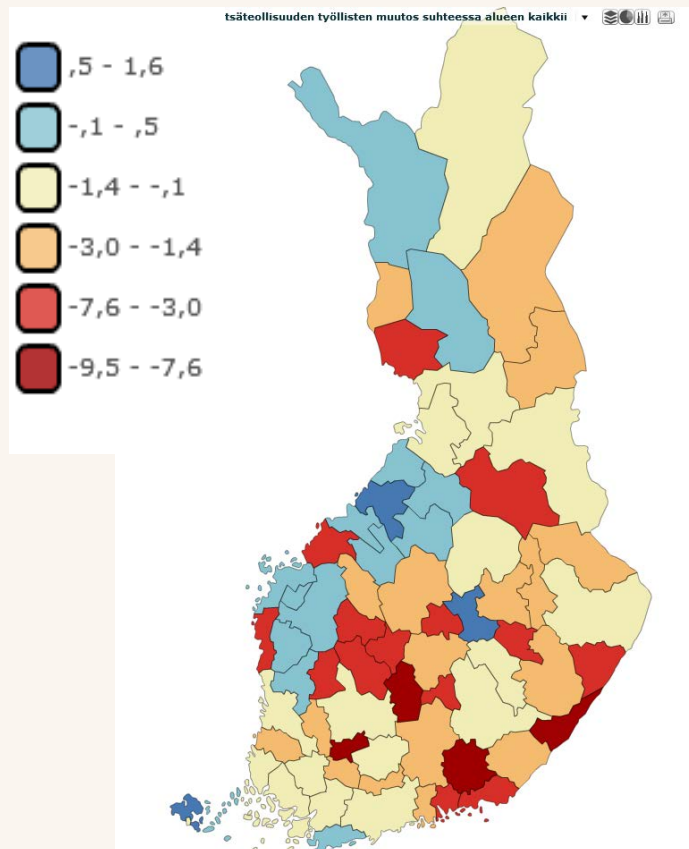 tsäteollisuuden työllisten muutos suhteessa alueen kaikkii
,5 - 1,6
-,1 - ,5
-1,4 - -,1
-3,0 - -1,4
-7,6 - -3,0
-9,5 - -7,6